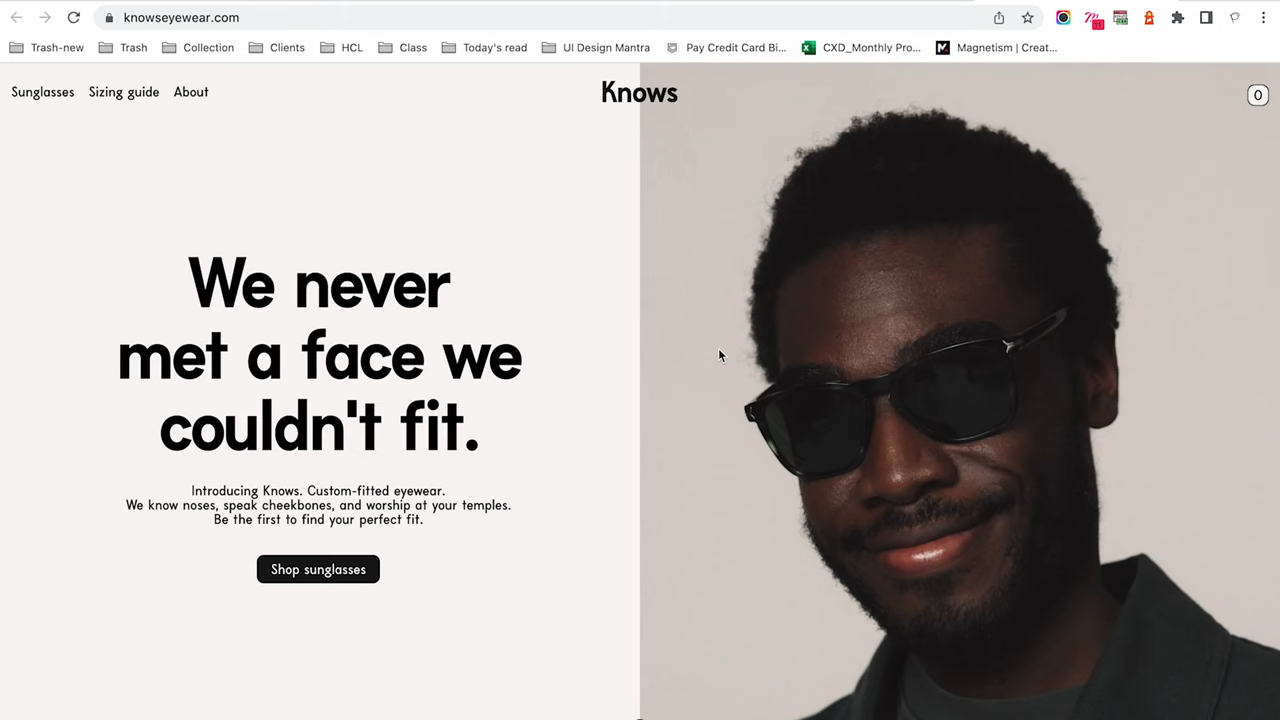 knowseyewear.com
Trash-new Trash Collection Clients HCL Class Today's read UI Design Mantra Pay Credit Card Bi... CXD_Monthly Pro... Magnetism | Creat...
Sunglasses Sizing guide About Knows 0
We never
met a face we
couldn't fit.
Introducing Knows. Custom-fitted eyewear.
We know noses, speak cheekbones, and worship at your temples.
Be the first to find your perfect fit.
Shop sunglasses